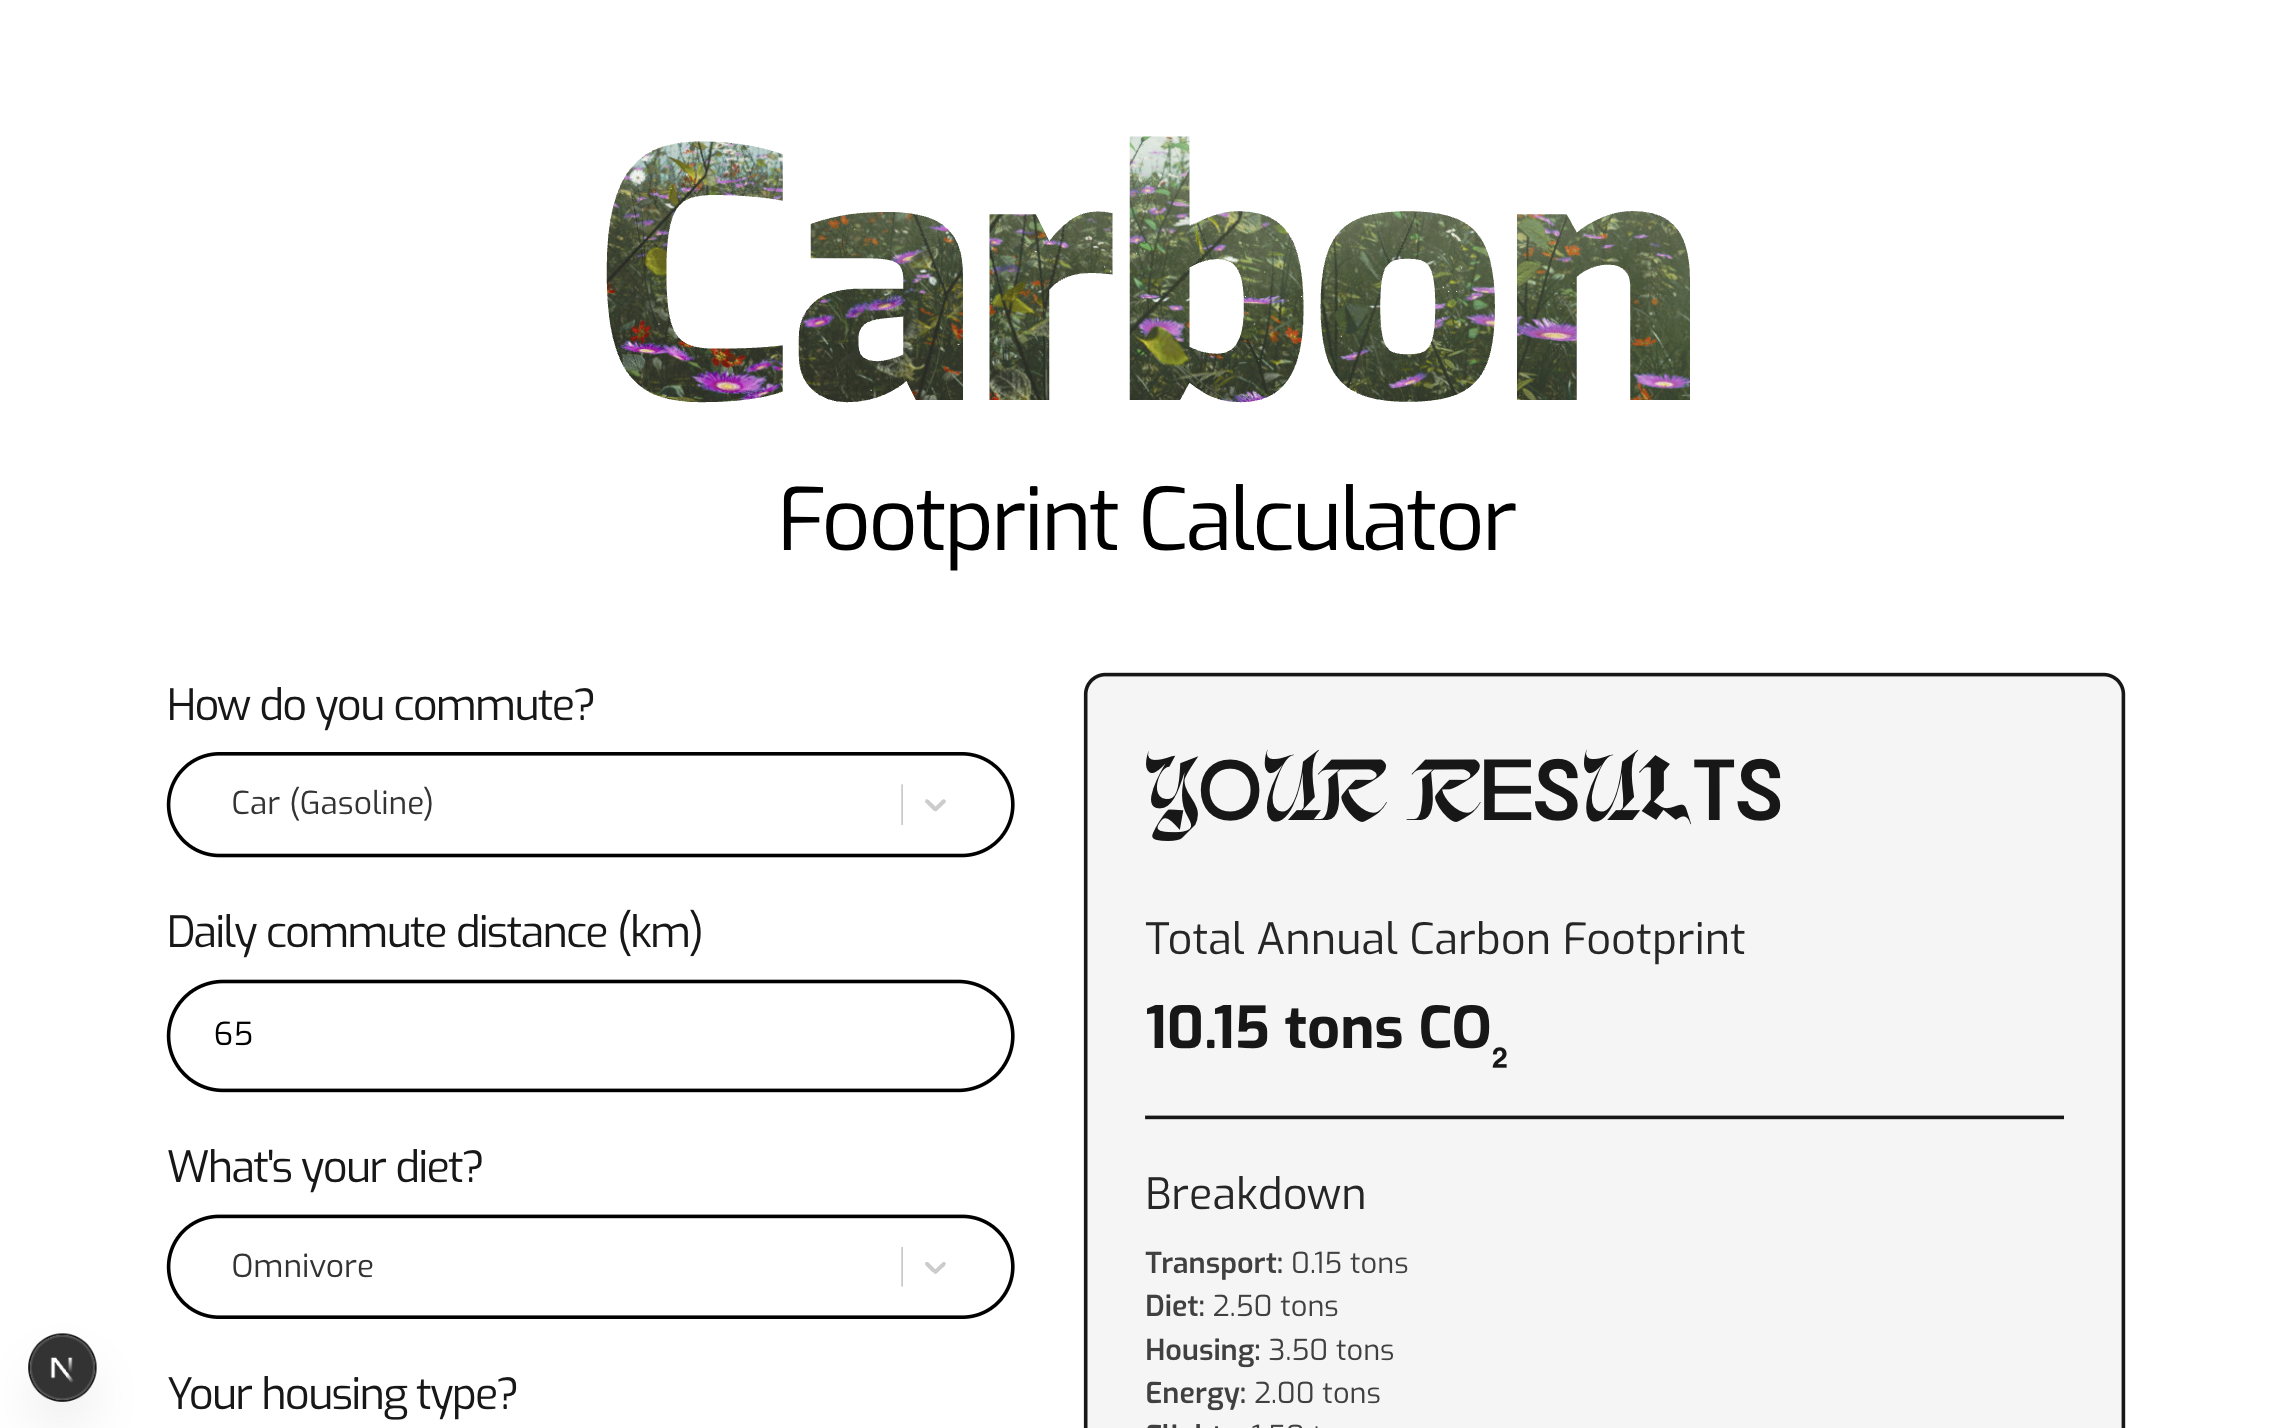 Carbon
Footprint Calculator
How do you commute?
Car (Gasoline)
Daily commute distance (km)
65
What's your diet?
Omnivore
Your housing type?
N
YOUR RESULTS
Total Annual Carbon Footprint
10.15 tons CO₂
Breakdown
Transport: 0.15 tons
Diet: 2.50 tons
Housing: 3.50 tons
Energy: 2.00 tons